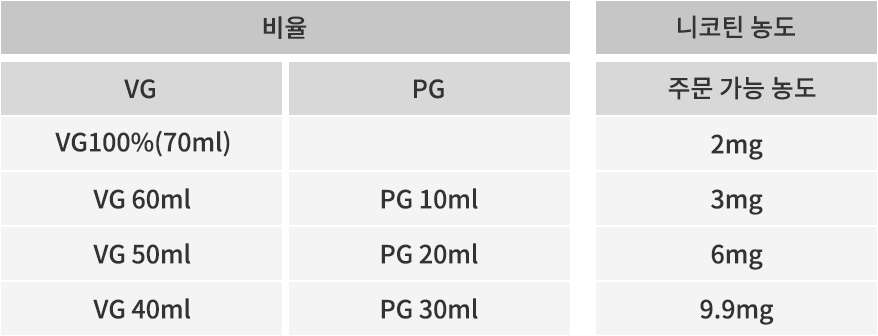 비율 니코틴 농도
VG PG 주문 가능 농도
VG100%(70ml) 2mg
VG 60ml PG 10ml 3mg
VG 50ml PG 20ml 6mg
VG 40ml PG 30ml 9.9mg